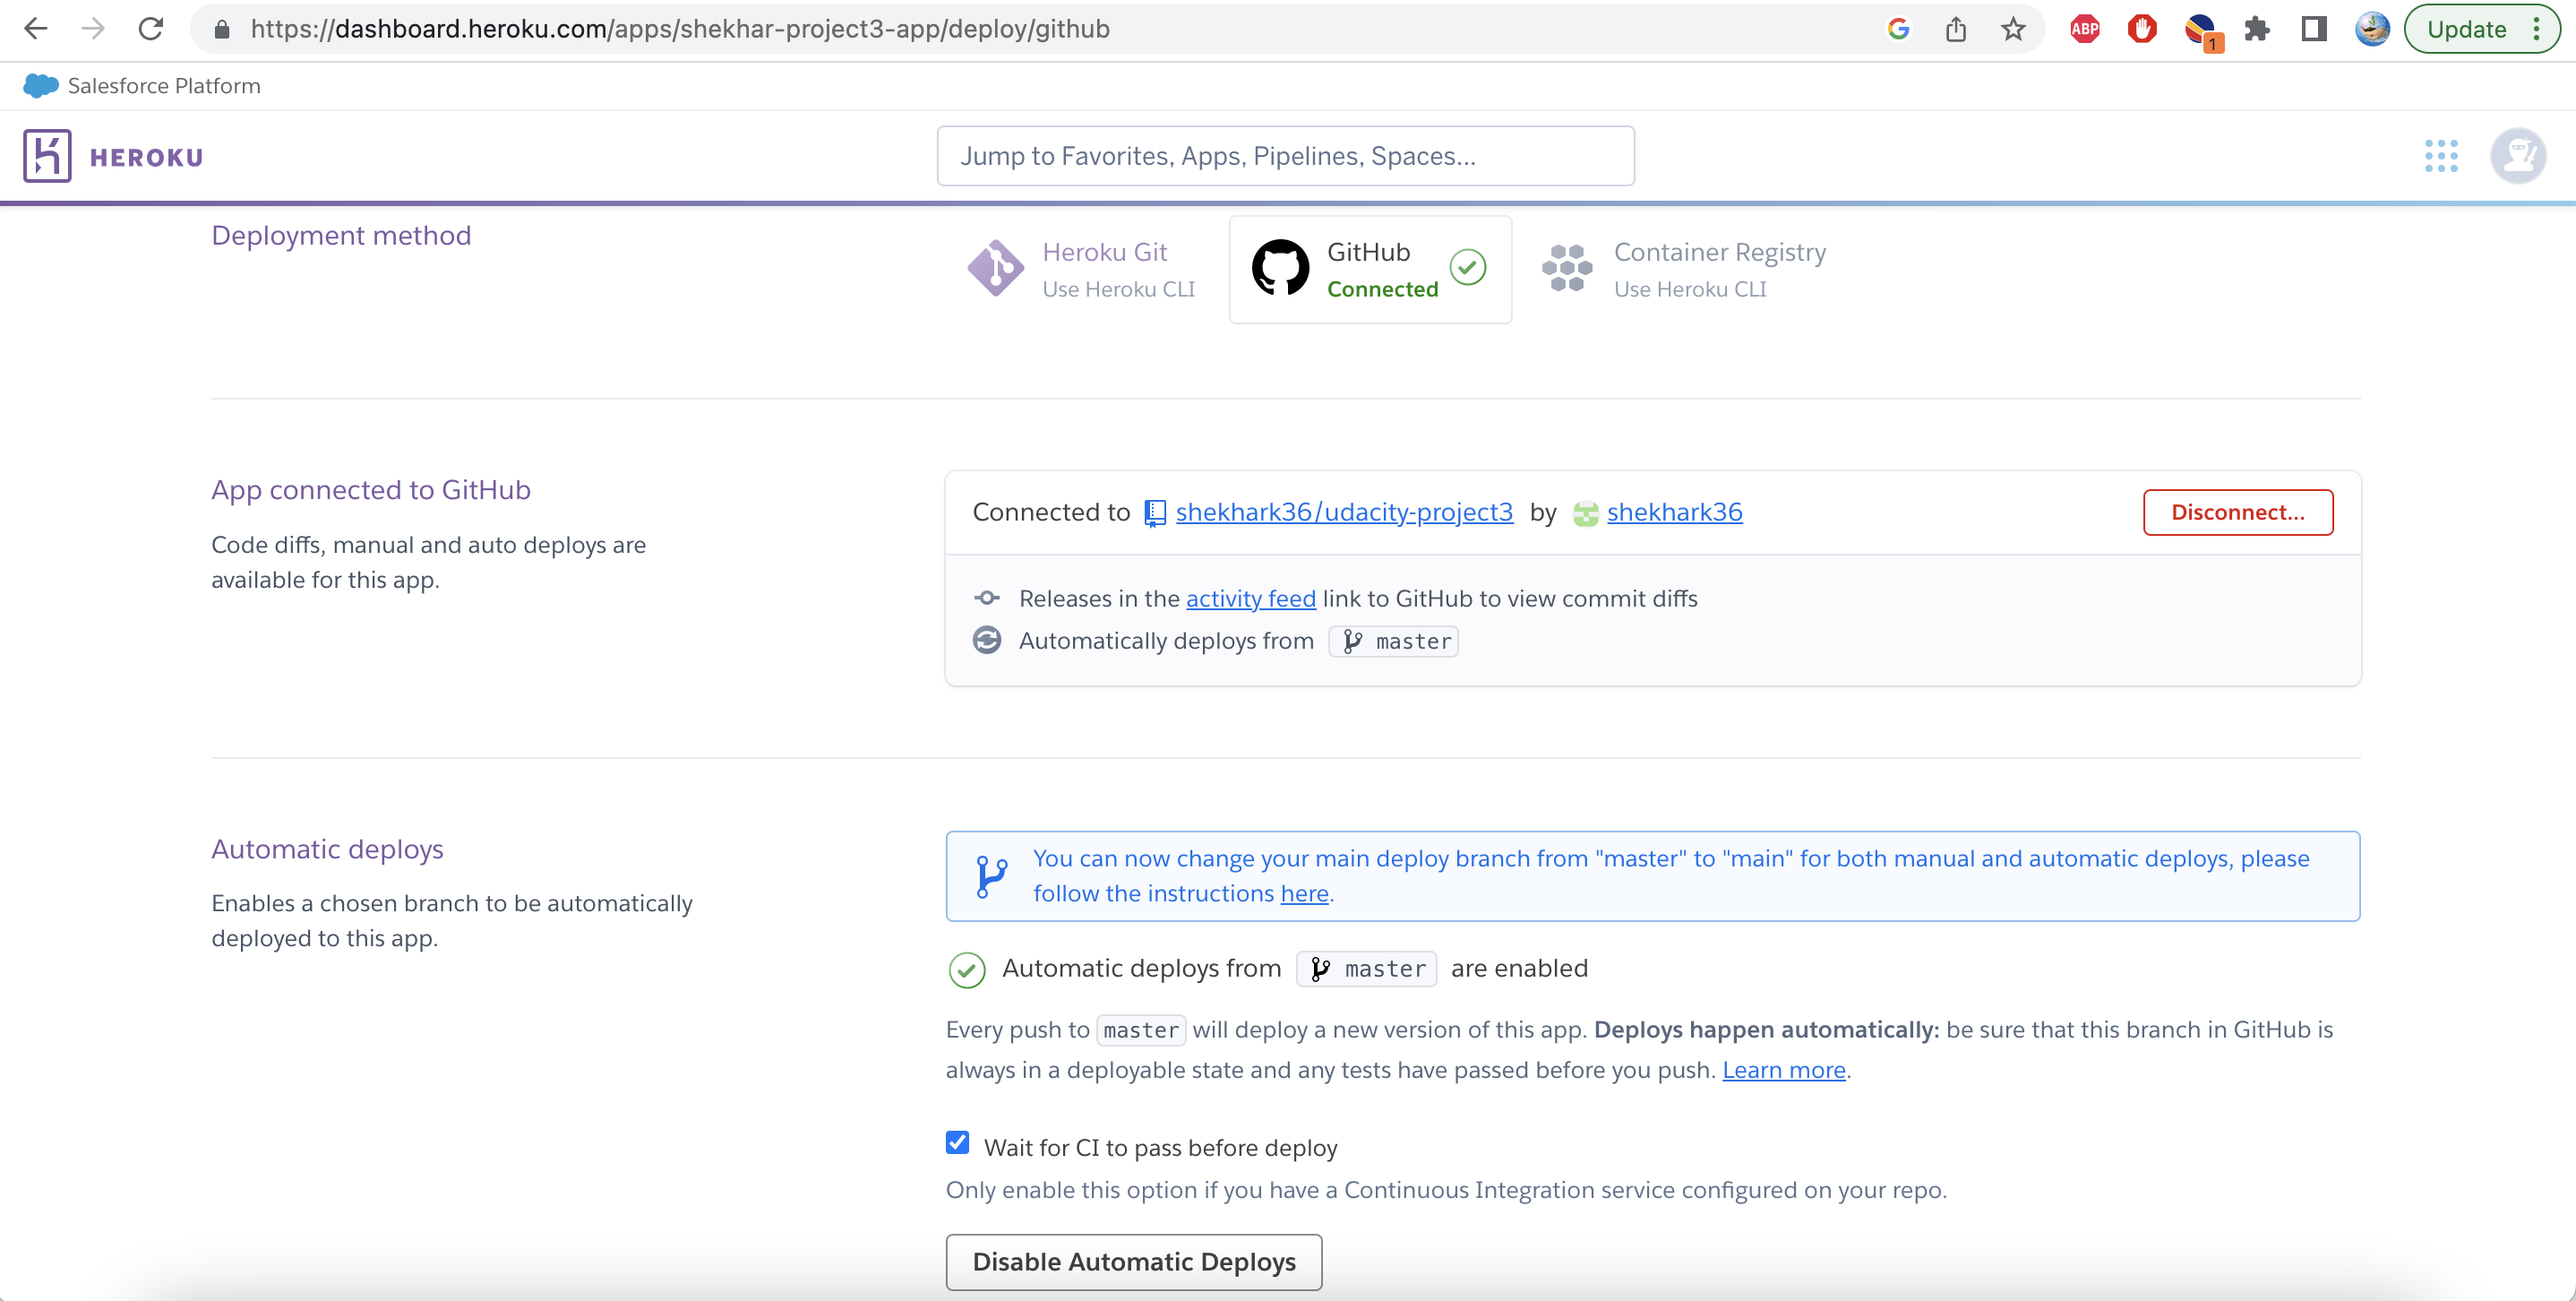 https://dashboard.heroku.com/apps/shekhar-project3-app/deploy/github
ABP
1
Update
Salesforce Platform
HEROKU
Jump to Favorites, Apps, Pipelines, Spaces...
Deployment method
Heroku Git
Use Heroku CLI
GitHub
Connected
Container Registry
Use Heroku CLI
App connected to GitHub
Code diffs, manual and auto deploys are
available for this app.
Connected to shekhark36/udacity-project3 by shekhark36
Disconnect...
Releases in the activity feed link to GitHub to view commit diffs
Automatically deploys from master
Automatic deploys
Enables a chosen branch to be automatically
deployed to this app.
You can now change your main deploy branch from "master" to "main" for both manual and automatic deploys, please
follow the instructions here.
Automatic deploys from master are enabled
Every push to master will deploy a new version of this app. Deploys happen automatically: be sure that this branch in GitHub is
always in a deployable state and any tests have passed before you push. Learn more.
Wait for CI to pass before deploy
Only enable this option if you have a Continuous Integration service configured on your repo.
Disable Automatic Deploys